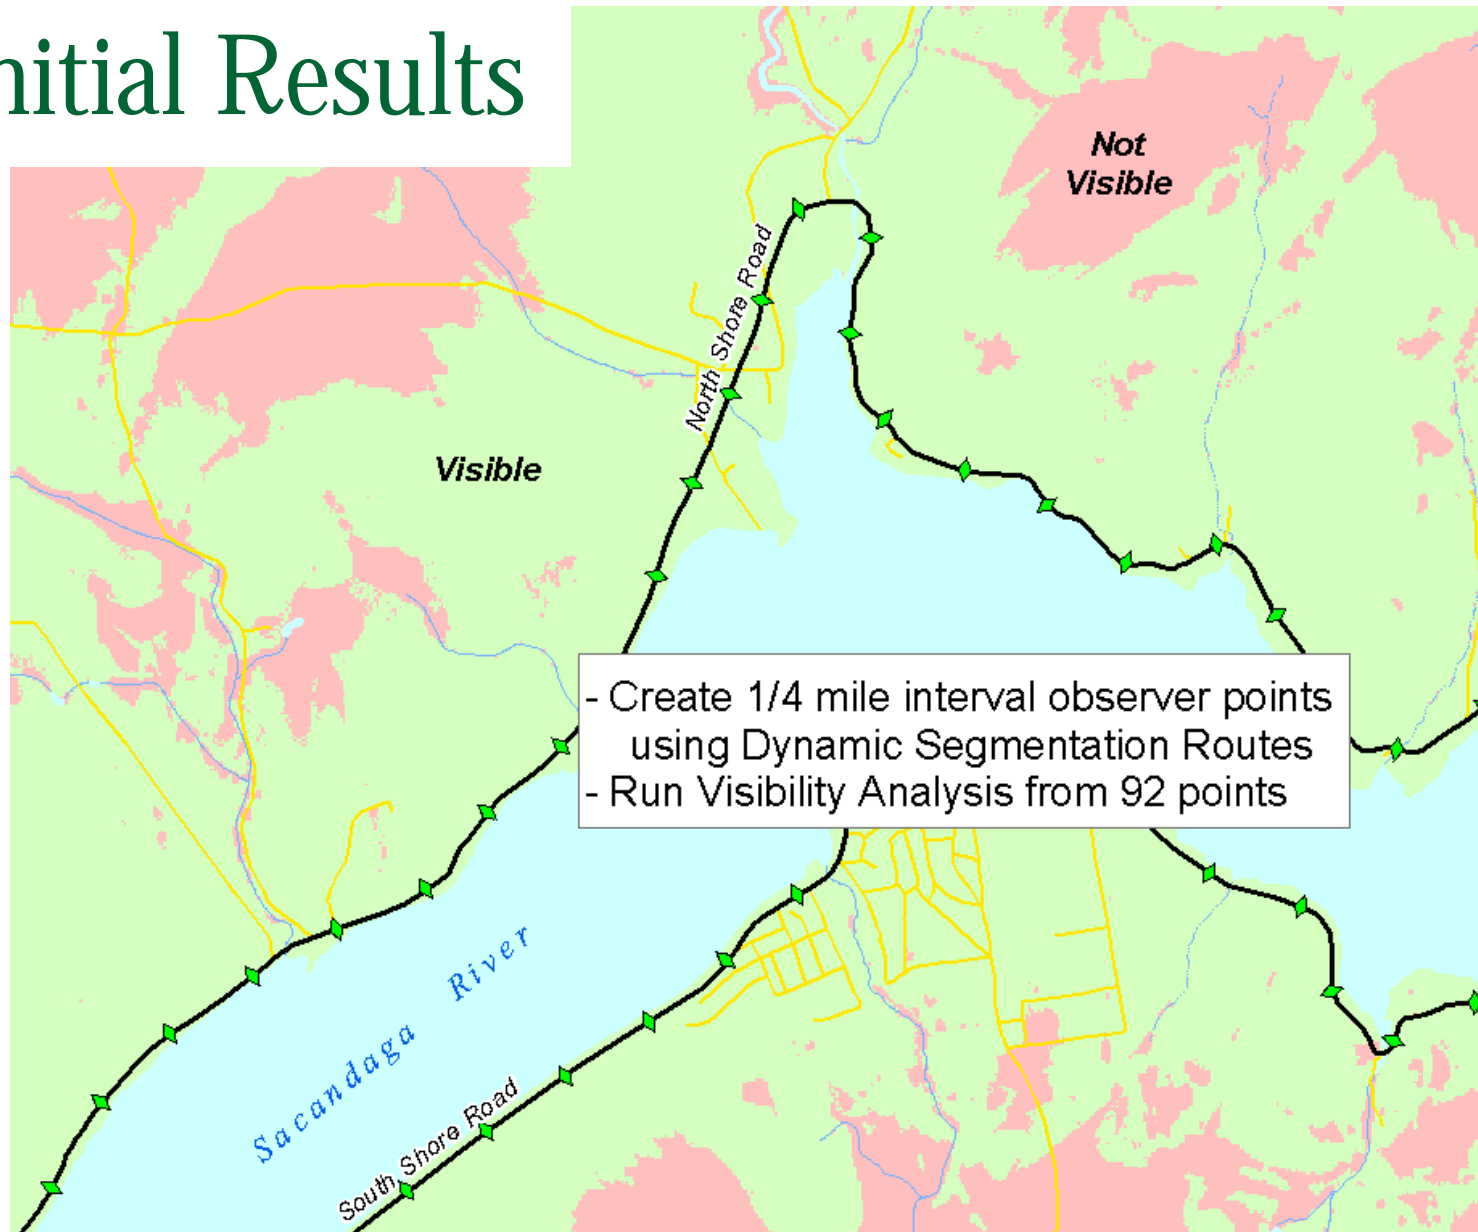 nitial Results
Not
Visible
North Shore Road
Visible
- Create 1/4 mile interval observer points
using Dynamic Segmentation Routes
- Run Visibility Analysis from 92 points
Sacandaga River
South Shore Road